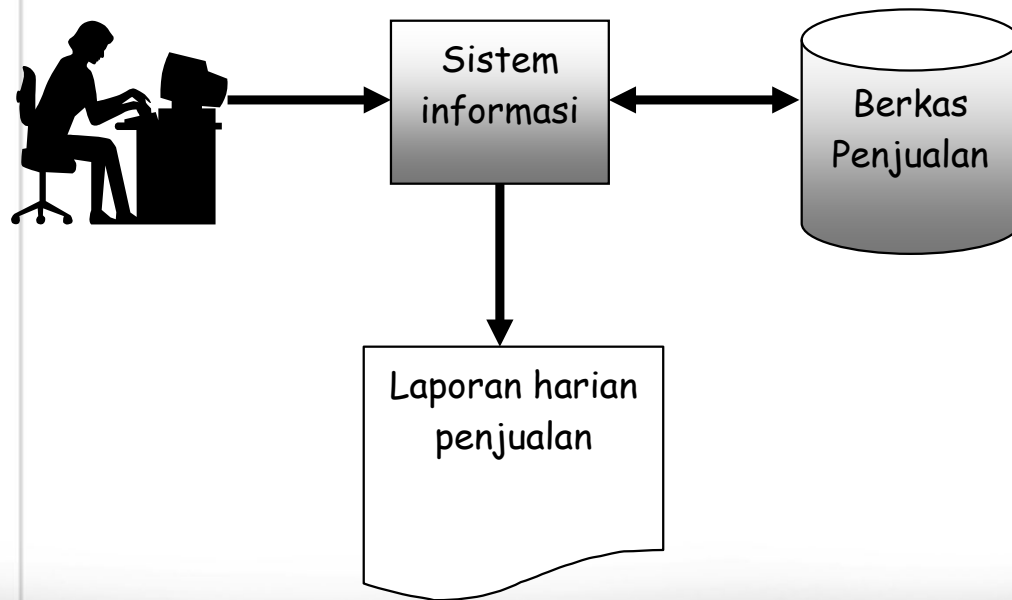 Sistem
informasi
Berkas
Penjualan
Laporan harian
penjualan